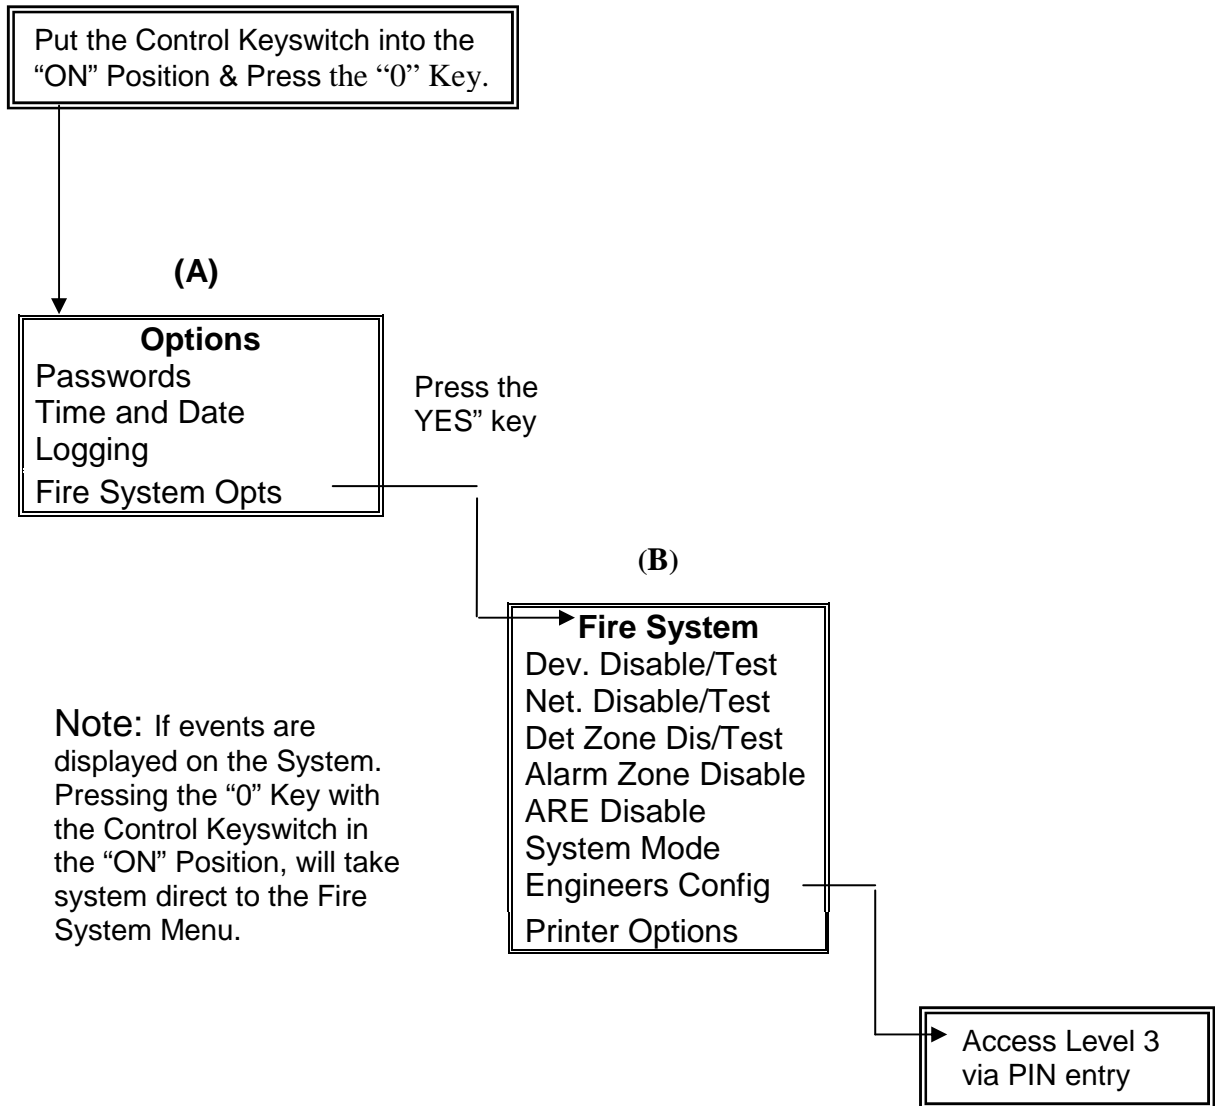 Put the Control Keyswitch into the
“ON” Position & Press the “0” Key.
(A)
Options
Passwords
Time and Date
Logging
Fire System Opts
Press the
YES” key
(B)
Fire System
Dev. Disable/Test
Net. Disable/Test
Det Zone Dis/Test
Alarm Zone Disable
ARE Disable
System Mode
Engineers Config
Printer Options
Note: If events are
displayed on the System.
Pressing the “0” Key with
the Control Keyswitch in
the “ON” Position, will take
system direct to the Fire
System Menu.
Access Level 3
via PIN entry